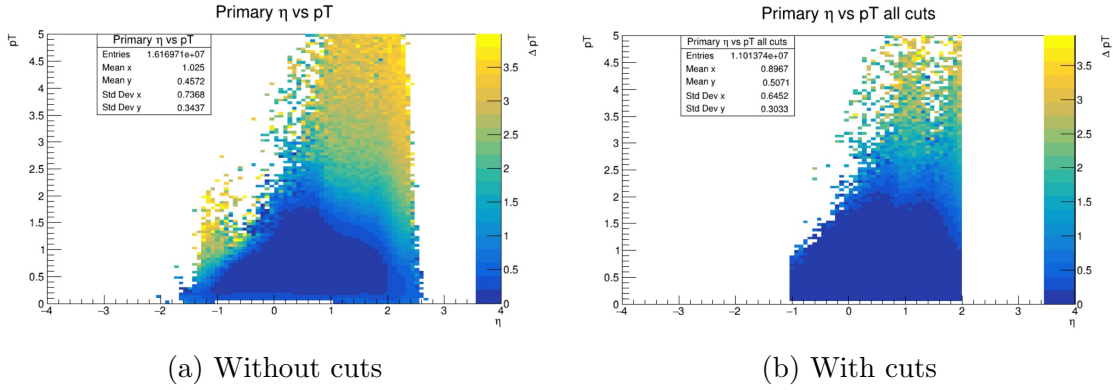 Primary η vs pT
pT
5
4.5
4
3.5
3
2.5
2
1.5
1
0.5
0
−4 −3 −2 −1 0 1 2 3 4
η
Primary η vs pT
Entries 1.616971e+07
Mean x 1.025
Mean y 0.4572
Std Dev x 0.7368
Std Dev y 0.3437
Δ pT
3.5
3
2.5
2
1.5
1
0.5
0
(a) Without cuts
Primary η vs pT all cuts
pT
5
4.5
4
3.5
3
2.5
2
1.5
1
0.5
0
−4 −3 −2 −1 0 1 2 3 4
η
Primary η vs pT all cuts
Entries 1.101374e+07
Mean x 0.8967
Mean y 0.5071
Std Dev x 0.6452
Std Dev y 0.3033
Δ pT
3.5
3
2.5
2
1.5
1
0.5
0
(b) With cuts